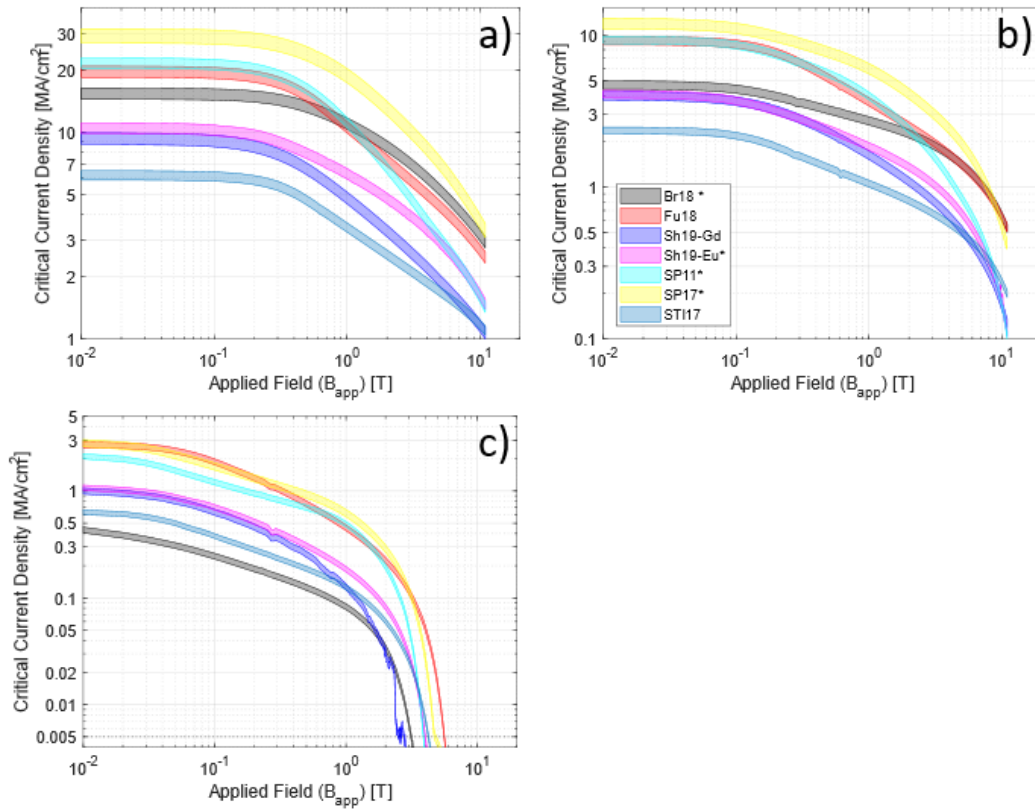 a)
Critical Current Density [MA/cm²]
30
20
10
7
5
3
2
1
10⁻²
10⁻¹
10⁰
10¹
Applied Field (B_app) [T]
b)
Critical Current Density [MA/cm²]
10
5
3
1
0.5
0.3
0.1
Br18 *
Fu18
Sh19-Gd
Sh19-Eu*
SP11*
SP17*
STI17
10⁻²
10⁻¹
10⁰
10¹
Applied Field (B_app) [T]
c)
Critical Current Density [MA/cm²]
5
3
1
0.5
0.3
0.1
0.05
0.02
0.01
0.005
10⁻²
10⁻¹
10⁰
10¹
Applied Field (B_app) [T]